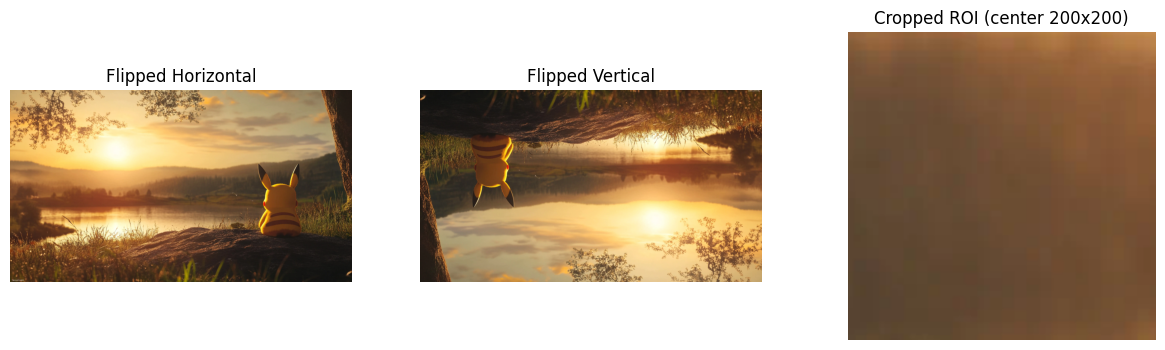 Flipped Horizontal
Flipped Vertical
Cropped ROI (center 200x200)